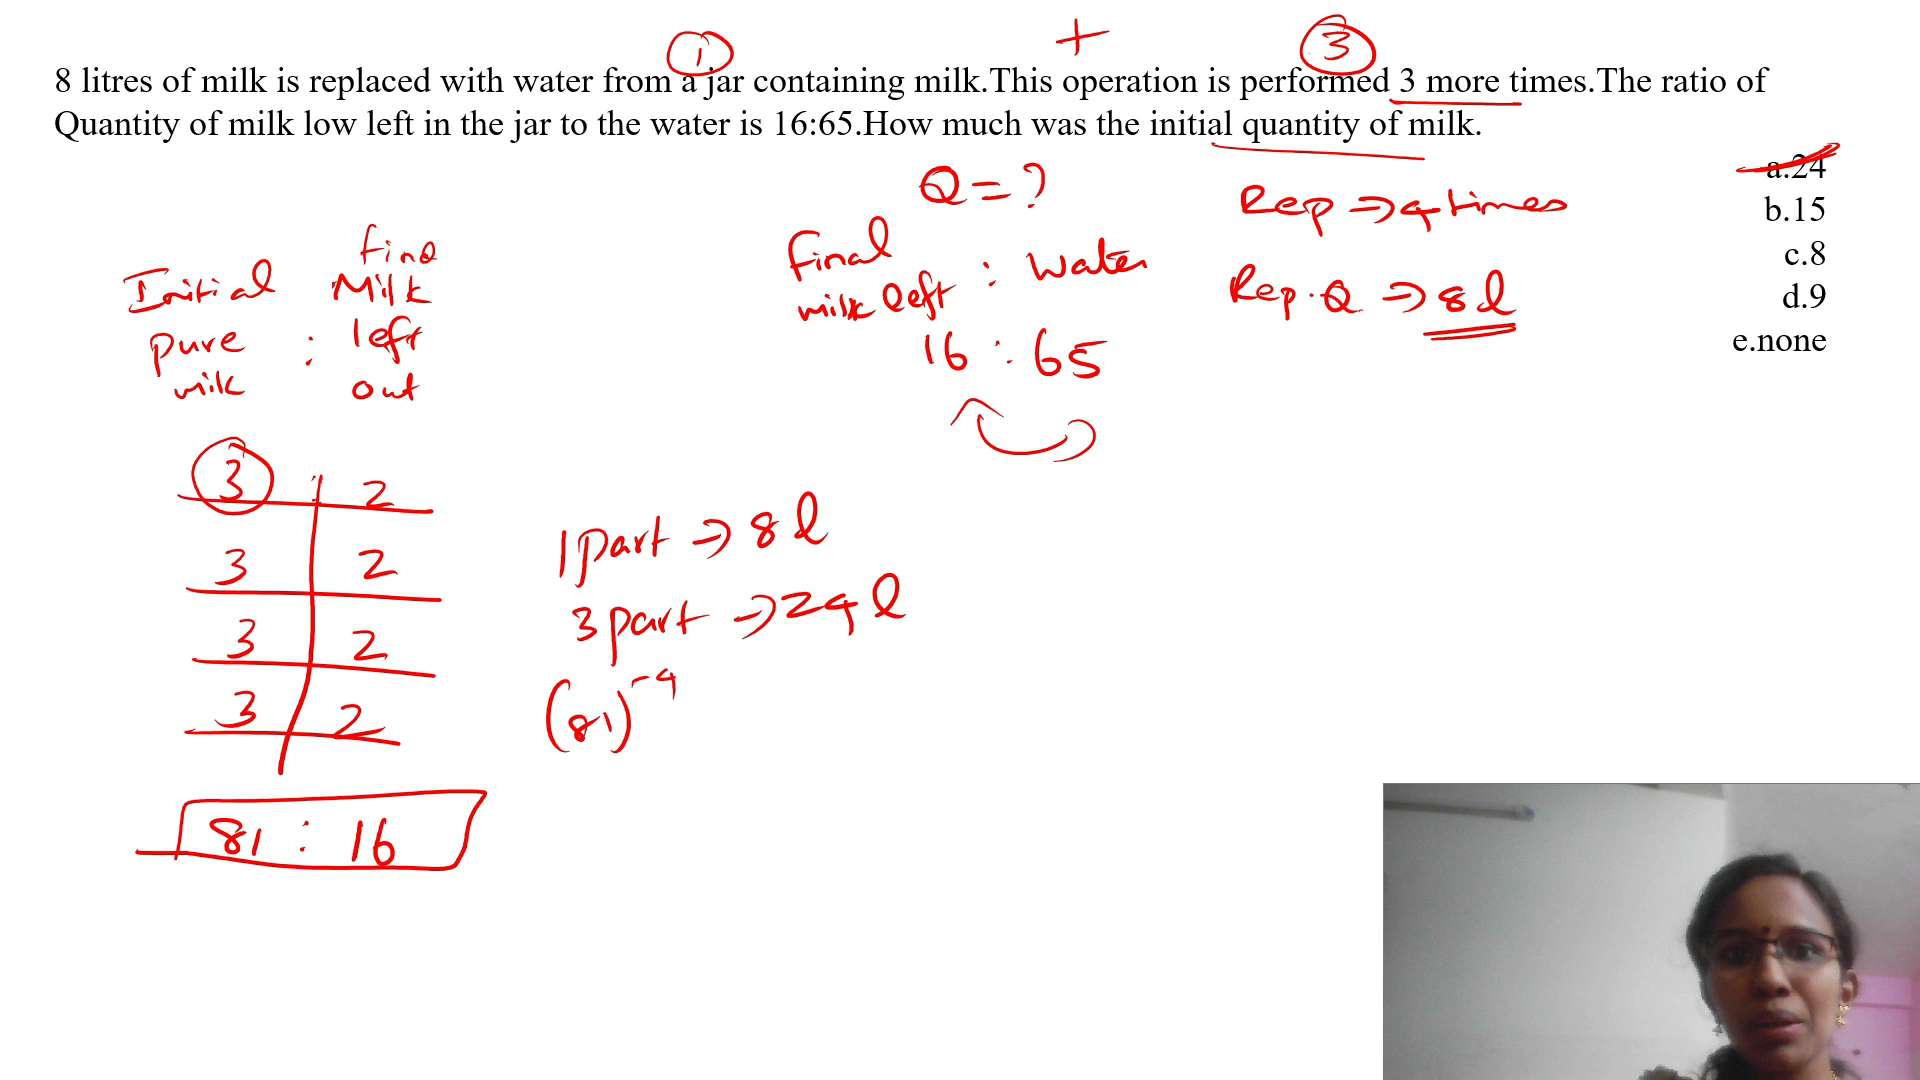 1 + 3
8 litres of milk is replaced with water from a jar containing milk.This operation is performed 3 more times.The ratio of
Quantity of milk low left in the jar to the water is 16:65.How much was the initial quantity of milk.
a.24
b.15
c.8
d.9
e.none
Q = ?
Final
milk left : Water
16 : 65
Rep => 4 times
Rep. Q => 8 l
Initial
pure
milk
:
final
Milk
left
out
3 2
3 2
3 2
3 2
81 : 16
1 part => 8 l
3 part => 24 l
(81)⁻⁴